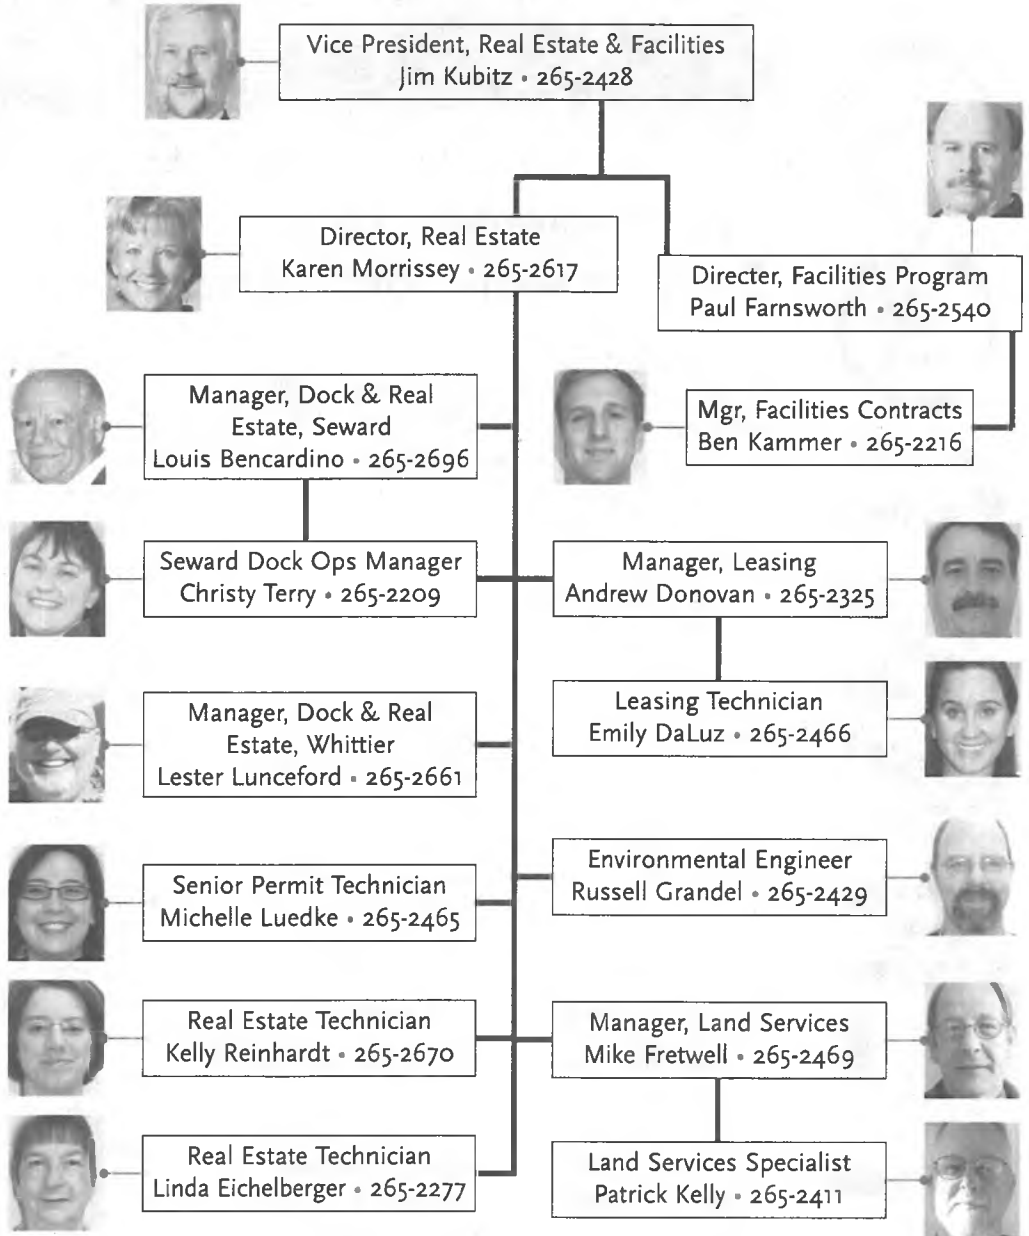 Vice President, Real Estate & Facilities
Jim Kubitz • 265-2428
Director, Real Estate
Karen Morrissey • 265-2617
Directer, Facilities Program
Paul Farnsworth • 265-2540
Manager, Dock & Real
Estate, Seward
Louis Bencardino • 265-2696
Mgr, Facilities Contracts
Ben Kammer • 265-2216
Seward Dock Ops Manager
Christy Terry • 265-2209
Manager, Leasing
Andrew Donovan • 265-2325
Leasing Technician
Emily DaLuz • 265-2466
Manager, Dock & Real
Estate, Whittier
Lester Lunceford • 265-2661
Environmental Engineer
Russell Grandel • 265-2429
Senior Permit Technician
Michelle Luedke • 265-2465
Real Estate Technician
Kelly Reinhardt • 265-2670
Manager, Land Services
Mike Fretwell • 265-2469
Real Estate Technician
Linda Eichelberger • 265-2277
Land Services Specialist
Patrick Kelly • 265-2411